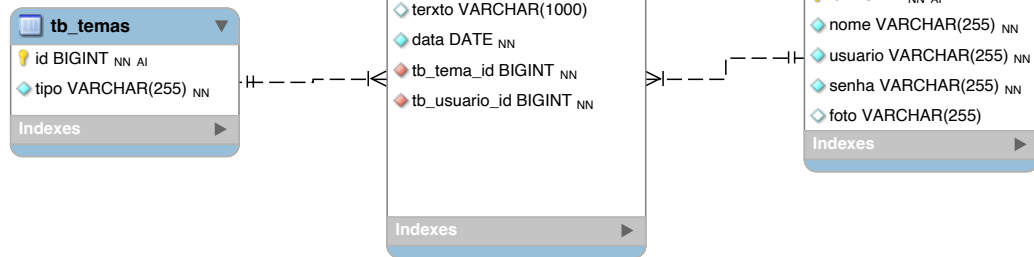 tb_temas
id BIGINT NN AI
tipo VARCHAR(255) NN
Indexes
terxto VARCHAR(1000)
data DATE NN
tb_tema_id BIGINT NN
tb_usuario_id BIGINT NN
Indexes
nome VARCHAR(255) NN
usuario VARCHAR(255) NN
senha VARCHAR(255) NN
foto VARCHAR(255)
Indexes